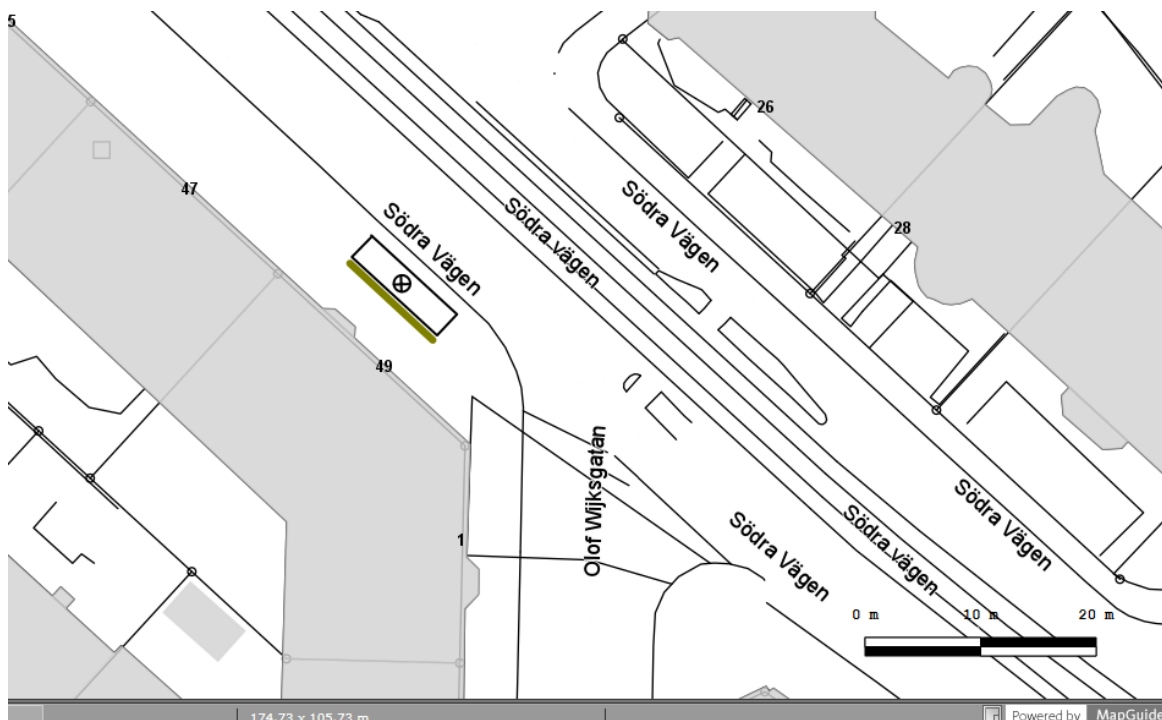 5
26
47
Södra Vägen
Södra vägen
Södra Vägen
28
49
Olof Wijksgatan
1
Södra Vägen
Södra vägen
Södra Vägen
0 m 10 m 20 m
174,73 x 105,73 m
Powered by MapGuide